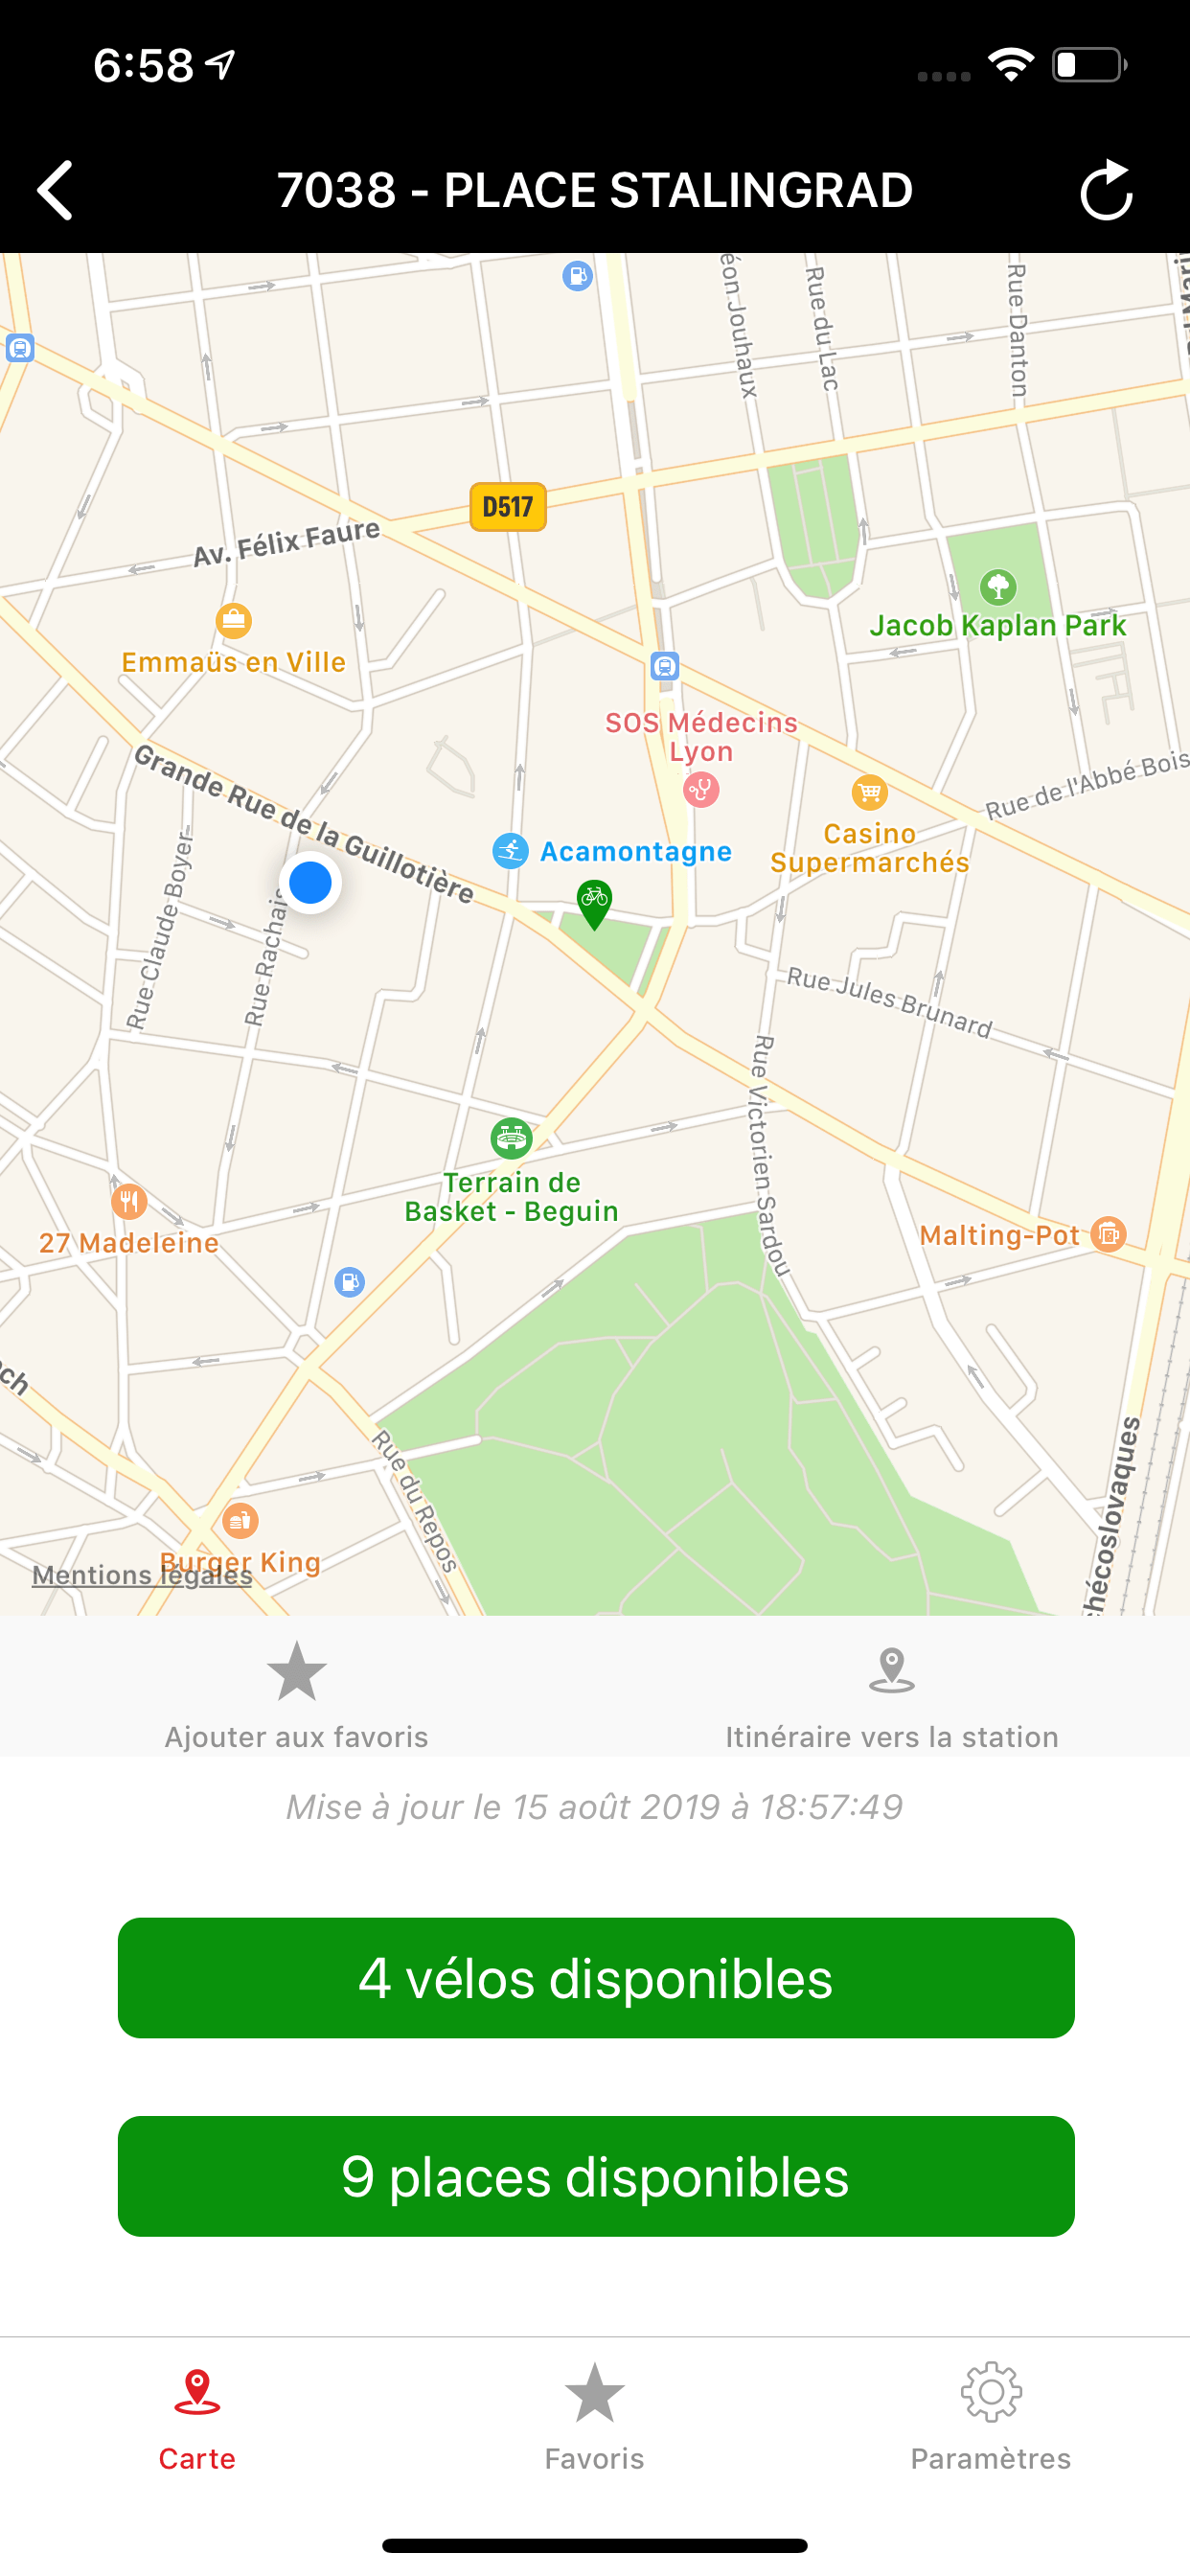 6:58
7038 - PLACE STALINGRAD
éon Jouhaux
Rue du Lac
Rue Danton
D517
Av. Félix Faure
Emmaüs en Ville
Jacob Kaplan Park
SOS Médecins
Lyon
Grande Rue de la Guillotière
Rue de l'Abbé Bois
Casino
Supermarchés
Acamontagne
Rue Claude Boyer
Rue Rachais
Rue Jules Brunard
Rue Victorien Sardou
Terrain de
Basket - Beguin
27 Madeleine
Malting-Pot
ch
Rue du Repos
hécoslovaques
Burger King
Mentions légales
Ajouter aux favoris
Itinéraire vers la station
Mise à jour le 15 août 2019 à 18:57:49
4 vélos disponibles
9 places disponibles
Carte
Favoris
Paramètres